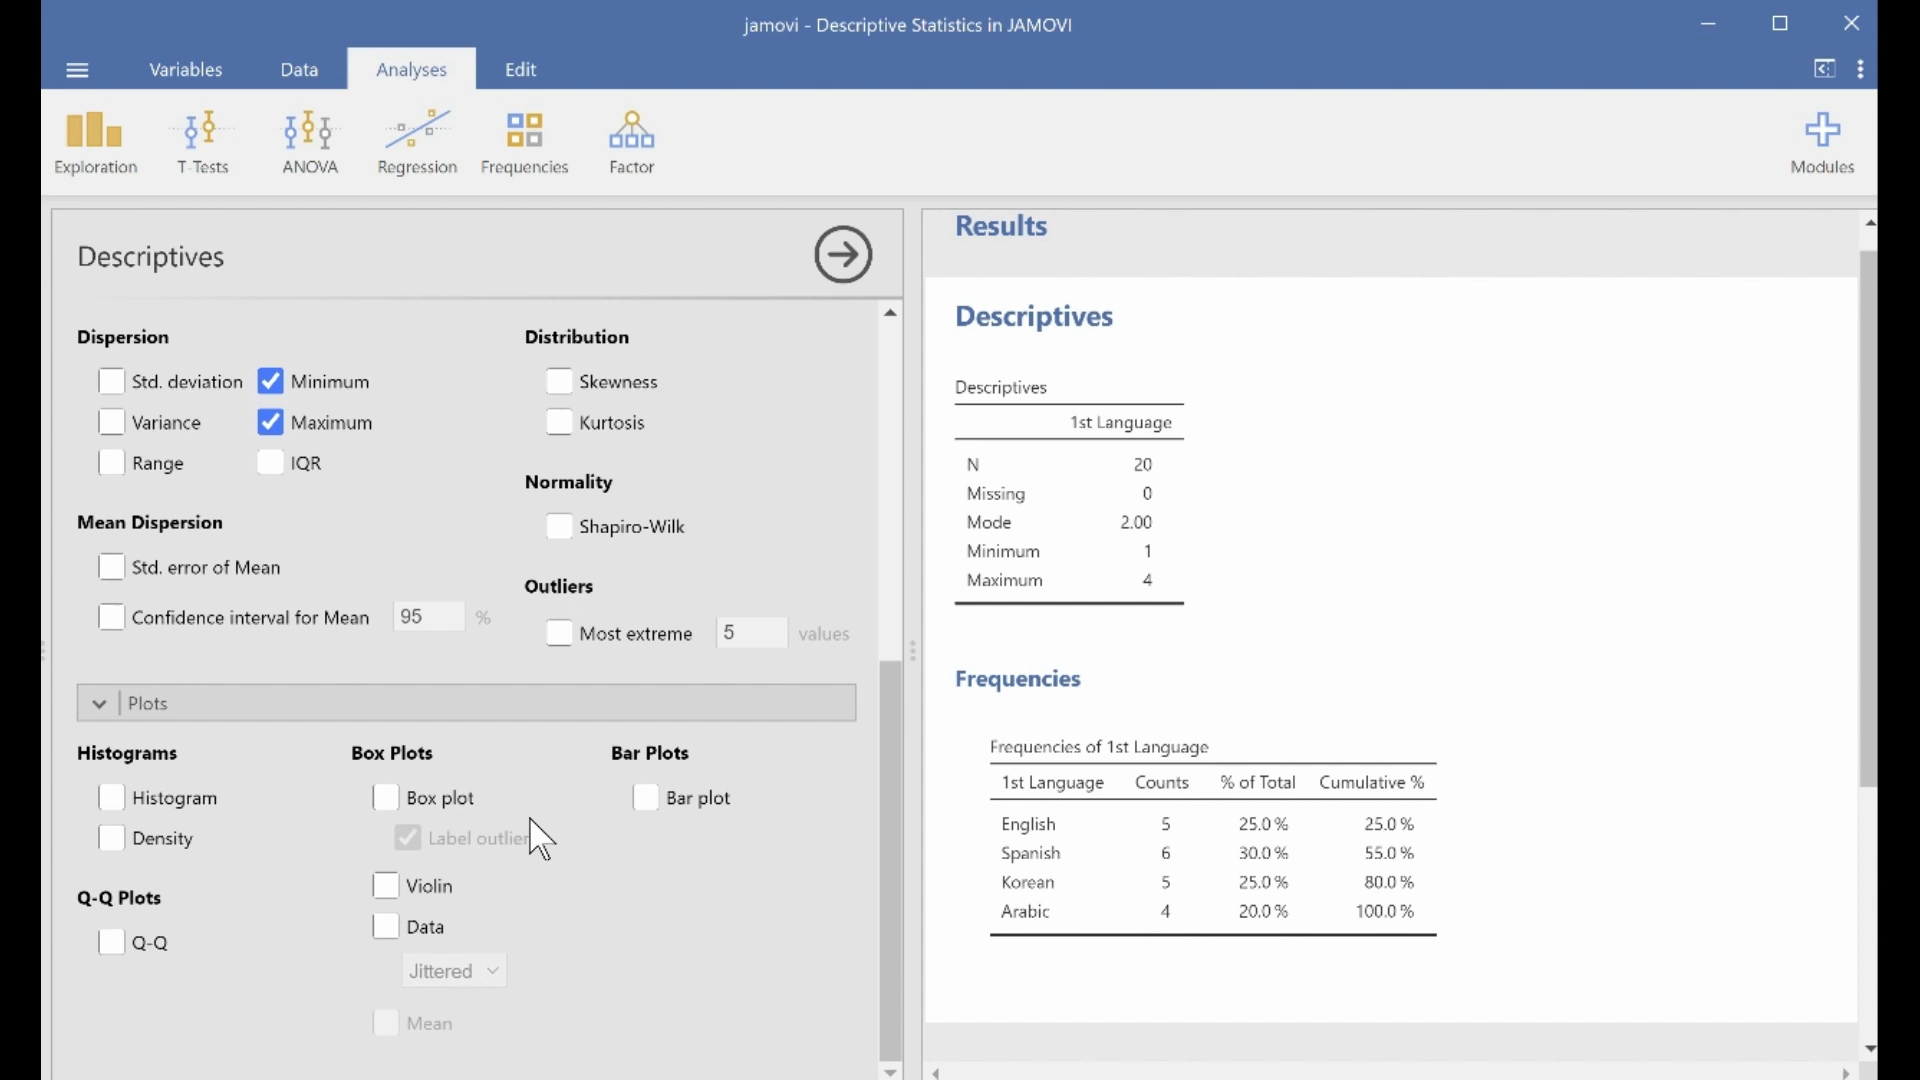 jamovi - Descriptive Statistics in JAMOVI
Variables Data Analyses Edit
Exploration T-Tests ANOVA Regression Frequencies Factor Modules
Descriptives
Dispersion
Std. deviation Minimum
Variance Maximum
Range IQR
Mean Dispersion
Std. error of Mean
Confidence interval for Mean 95 %
Distribution
Skewness
Kurtosis
Normality
Shapiro-Wilk
Outliers
Most extreme 5 values
Plots
Histograms
Histogram
Density
Q-Q Plots
Q-Q
Box Plots
Box plot
Label outlier
Violin
Data
Jittered
Mean
Bar Plots
Bar plot
Results
Descriptives
Descriptives
1st Language
N 20
Missing 0
Mode 2.00
Minimum 1
Maximum 4
Frequencies
Frequencies of 1st Language
1st Language Counts % of Total Cumulative %
English 5 25.0 % 25.0 %
Spanish 6 30.0 % 55.0 %
Korean 5 25.0 % 80.0 %
Arabic 4 20.0 % 100.0 %